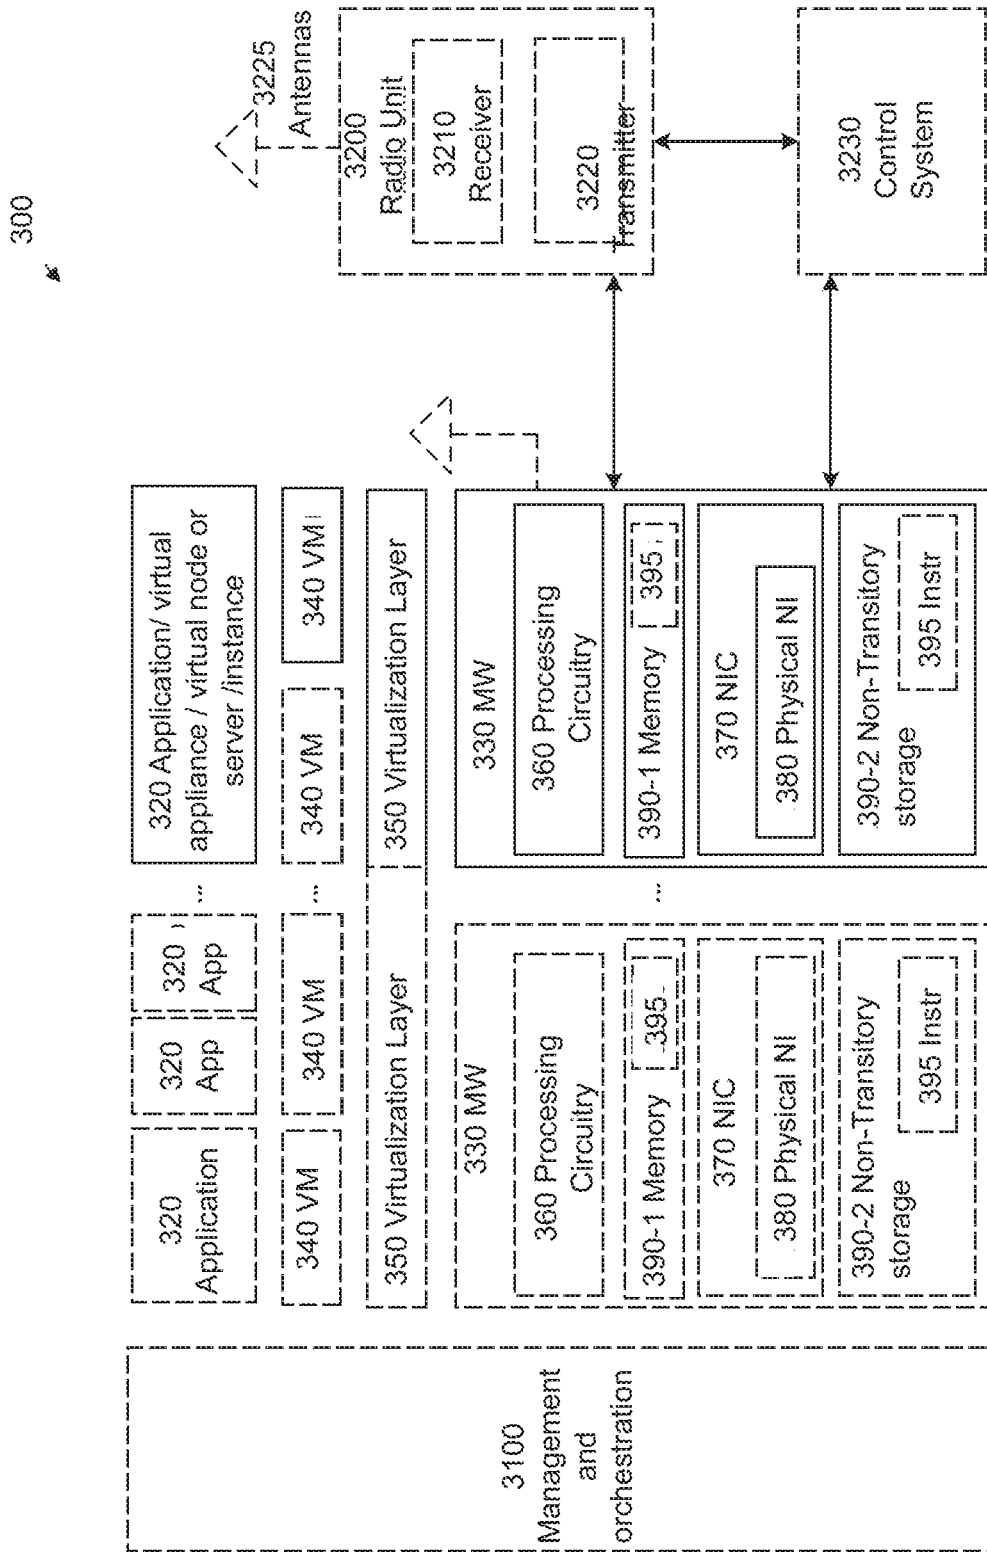 300
3225
Antennas
3200
Radio Unit
3210
Receiver
3220
Transmitter
3230
Control
System
320 Application/ virtual
appliance / virtual node or
server /instance
340 VM
340 VM
350 Virtualization Layer
330 MW
360 Processing
Circuitry
390-1 Memory
395
370 NIC
380 Physical NI
390-2 Non-Transitory
storage
395 Instr
...
...
...
320
App
320
App
320
Application
340 VM
340 VM
350 Virtualization Layer
330 MW
360 Processing
Circuitry
390-1 Memory
395
370 NIC
380 Physical NI
390-2 Non-Transitory
storage
395 Instr
3100
Management
and
orchestration